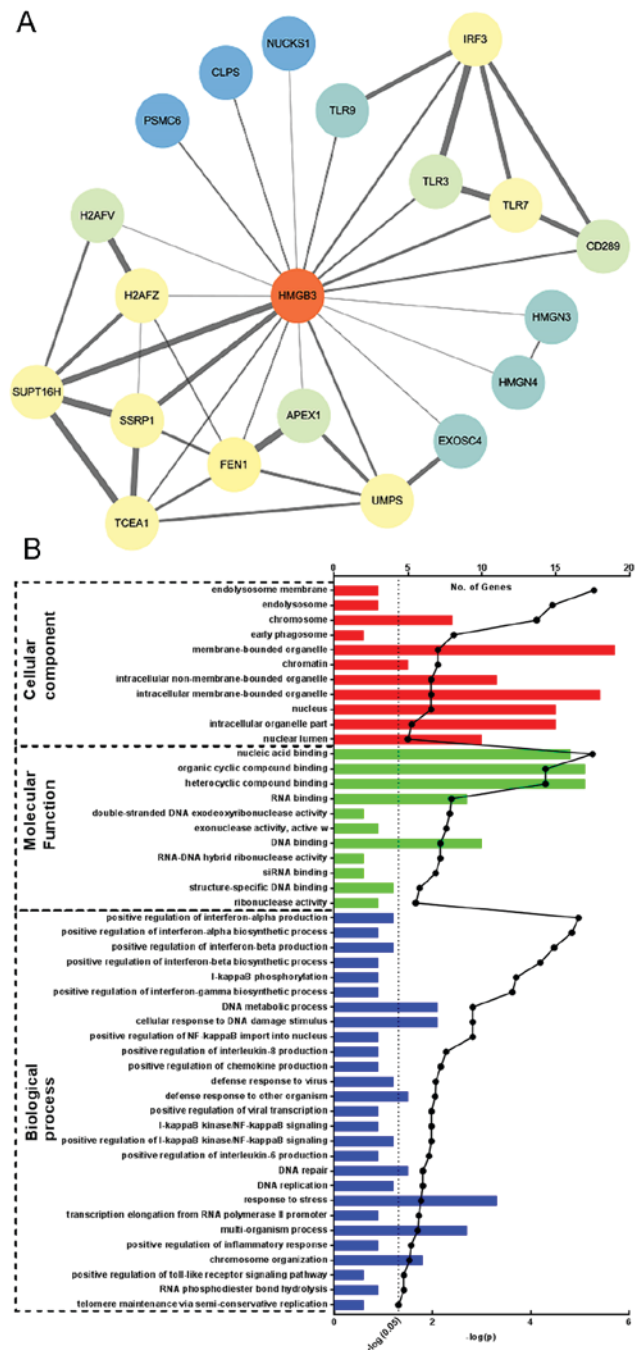 A
NUCKS1
CLPS
PSMC6
IRF3
TLR9
TLR3
TLR7
CD289
H2AFV
H2AFZ
HMGB3
HMGN3
HMGN4
SUPT16H
SSRP1
APEX1
EXOSC4
FEN1
UMPS
TCEA1
B
0 5 10 15 20
No. of Genes
Cellular component
endolysosome membrane
endolysosome
chromosome
early phagosome
membrane-bounded organelle
chromatin
intracellular non-membrane-bounded organelle
intracellular membrane-bounded organelle
nucleus
intracellular organelle part
nuclear lumen
Molecular Function
nucleic acid binding
organic cyclic compound binding
heterocyclic compound binding
RNA binding
double-stranded DNA exodeoxyribonuclease activity
exonuclease activity, active w
DNA binding
RNA-DNA hybrid ribonuclease activity
siRNA binding
structure-specific DNA binding
ribonuclease activity
Biological process
positive regulation of interferon-alpha production
positive regulation of interferon-alpha biosynthetic process
positive regulation of interferon-beta production
positive regulation of interferon-beta biosynthetic process
I-kappaB phosphorylation
positive regulation of interferon-gamma biosynthetic process
DNA metabolic process
cellular response to DNA damage stimulus
positive regulation of NF-kappaB import into nucleus
positive regulation of interleukin-8 production
positive regulation of chemokine production
defense response to virus
defense response to other organism
positive regulation of viral transcription
I-kappaB kinase/NF-kappaB signaling
positive regulation of I-kappaB kinase/NF-kappaB signaling
positive regulation of interleukin-6 production
DNA repair
DNA replication
response to stress
transcription elongation from RNA polymerase II promoter
multi-organism process
positive regulation of inflammatory response
chromosome organization
positive regulation of toll-like receptor signaling pathway
RNA phosphodiester bond hydrolysis
telomere maintenance via semi-conservative replication
-log(0.05) 2 4 6
-log(p)